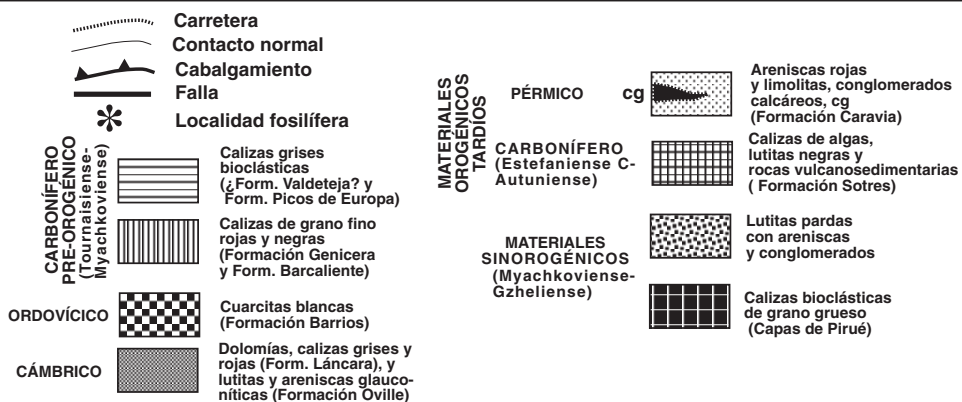 Carretera
Contacto normal
Cabalgamiento
Falla
Localidad fosilífera
CARBONÍFERO
PRE-OROGÉNICO
(Tournaisiense-
Myachkoviense)
Calizas grises
bioclásticas
(¿Form. Valdeteja? y
Form. Picos de Europa)
Calizas de grano fino
rojas y negras
(Formación Genicera
y Form. Barcaliente)
ORDOVÍCICO
Cuarcitas blancas
(Formación Barrios)
CÁMBRICO
Dolomías, calizas grises y
rojas (Form. Láncara), y
lutitas y areniscas glauco-
níticas (Formación Oville)
MATERIALES
OROGÉNICOS
TARDÍOS
PÉRMICO
cg
Areniscas rojas
y limolitas, conglomerados
calcáreos, cg
(Formación Caravia)
CARBONÍFERO
(Estefaniense C-
Autuniense)
Calizas de algas,
lutitas negras y
rocas vulcanosedimentarias
( Formación Sotres)
MATERIALES
SINOROGÉNICOS
(Myachkoviense-
Gzheliense)
Lutitas pardas
con areniscas
y conglomerados
Calizas bioclásticas
de grano grueso
(Capas de Pirué)